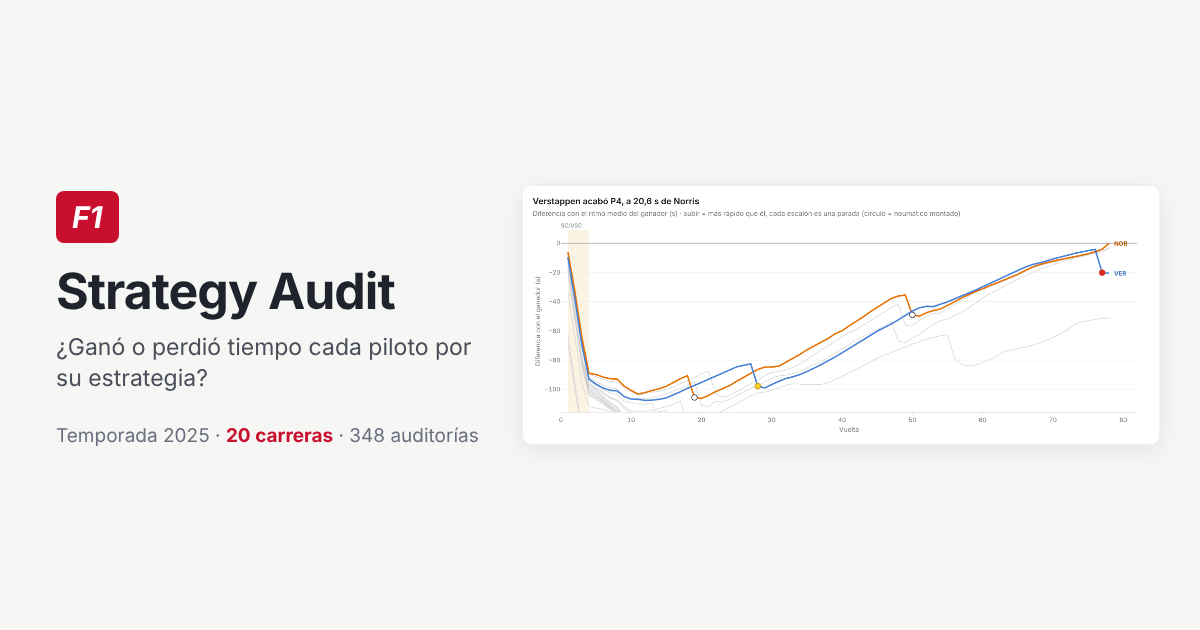 F1
Strategy Audit
¿Ganó o perdió tiempo cada piloto por
su estrategia?
Temporada 2025 · 20 carreras · 348 auditorías
Verstappen acabó P4, a 20,6 s de Norris
Diferencia con el ritmo medio del ganador (s) · subir = más rápido que él, cada escalón es una parada (círculo = neumático montado)
SC/VSC
Diferencia con el ganador (s)
0
−20
−40
−60
−80
−100
NOR
VER
0 10 20 30 40 50 60 70 80
Vuelta